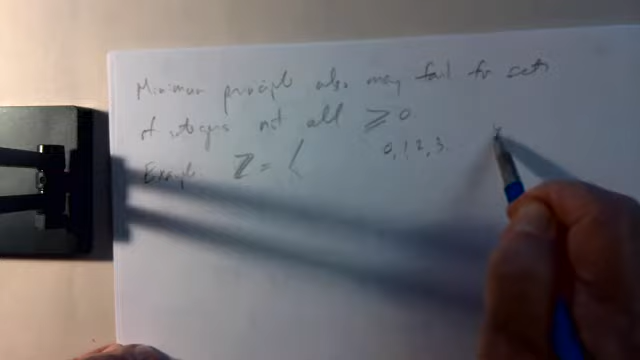 Minimum principle also may fail for sets
of integers not all ≥ 0.
Example ℤ = { 0, 1, 2, 3,